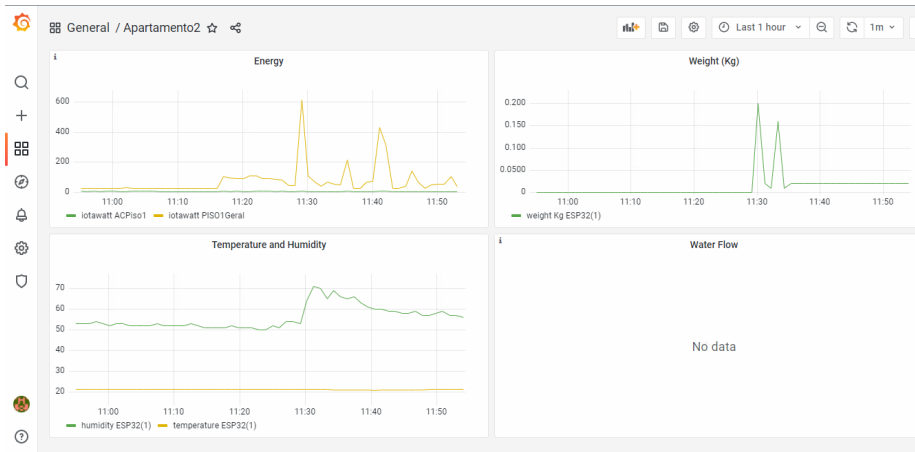 General / Apartamento2
Last 1 hour
1m
i
Energy
600
400
200
0
11:00 11:10 11:20 11:30 11:40 11:50
iotawatt ACPiso1 iotawatt PISO1Geral
Weight (Kg)
0.200
0.150
0.100
0.0500
0
11:00 11:10 11:20 11:30 11:40 11:50
weight Kg ESP32(1)
Temperature and Humidity
70
60
50
40
30
20
11:00 11:10 11:20 11:30 11:40 11:50
humidity ESP32(1) temperature ESP32(1)
i
Water Flow
No data